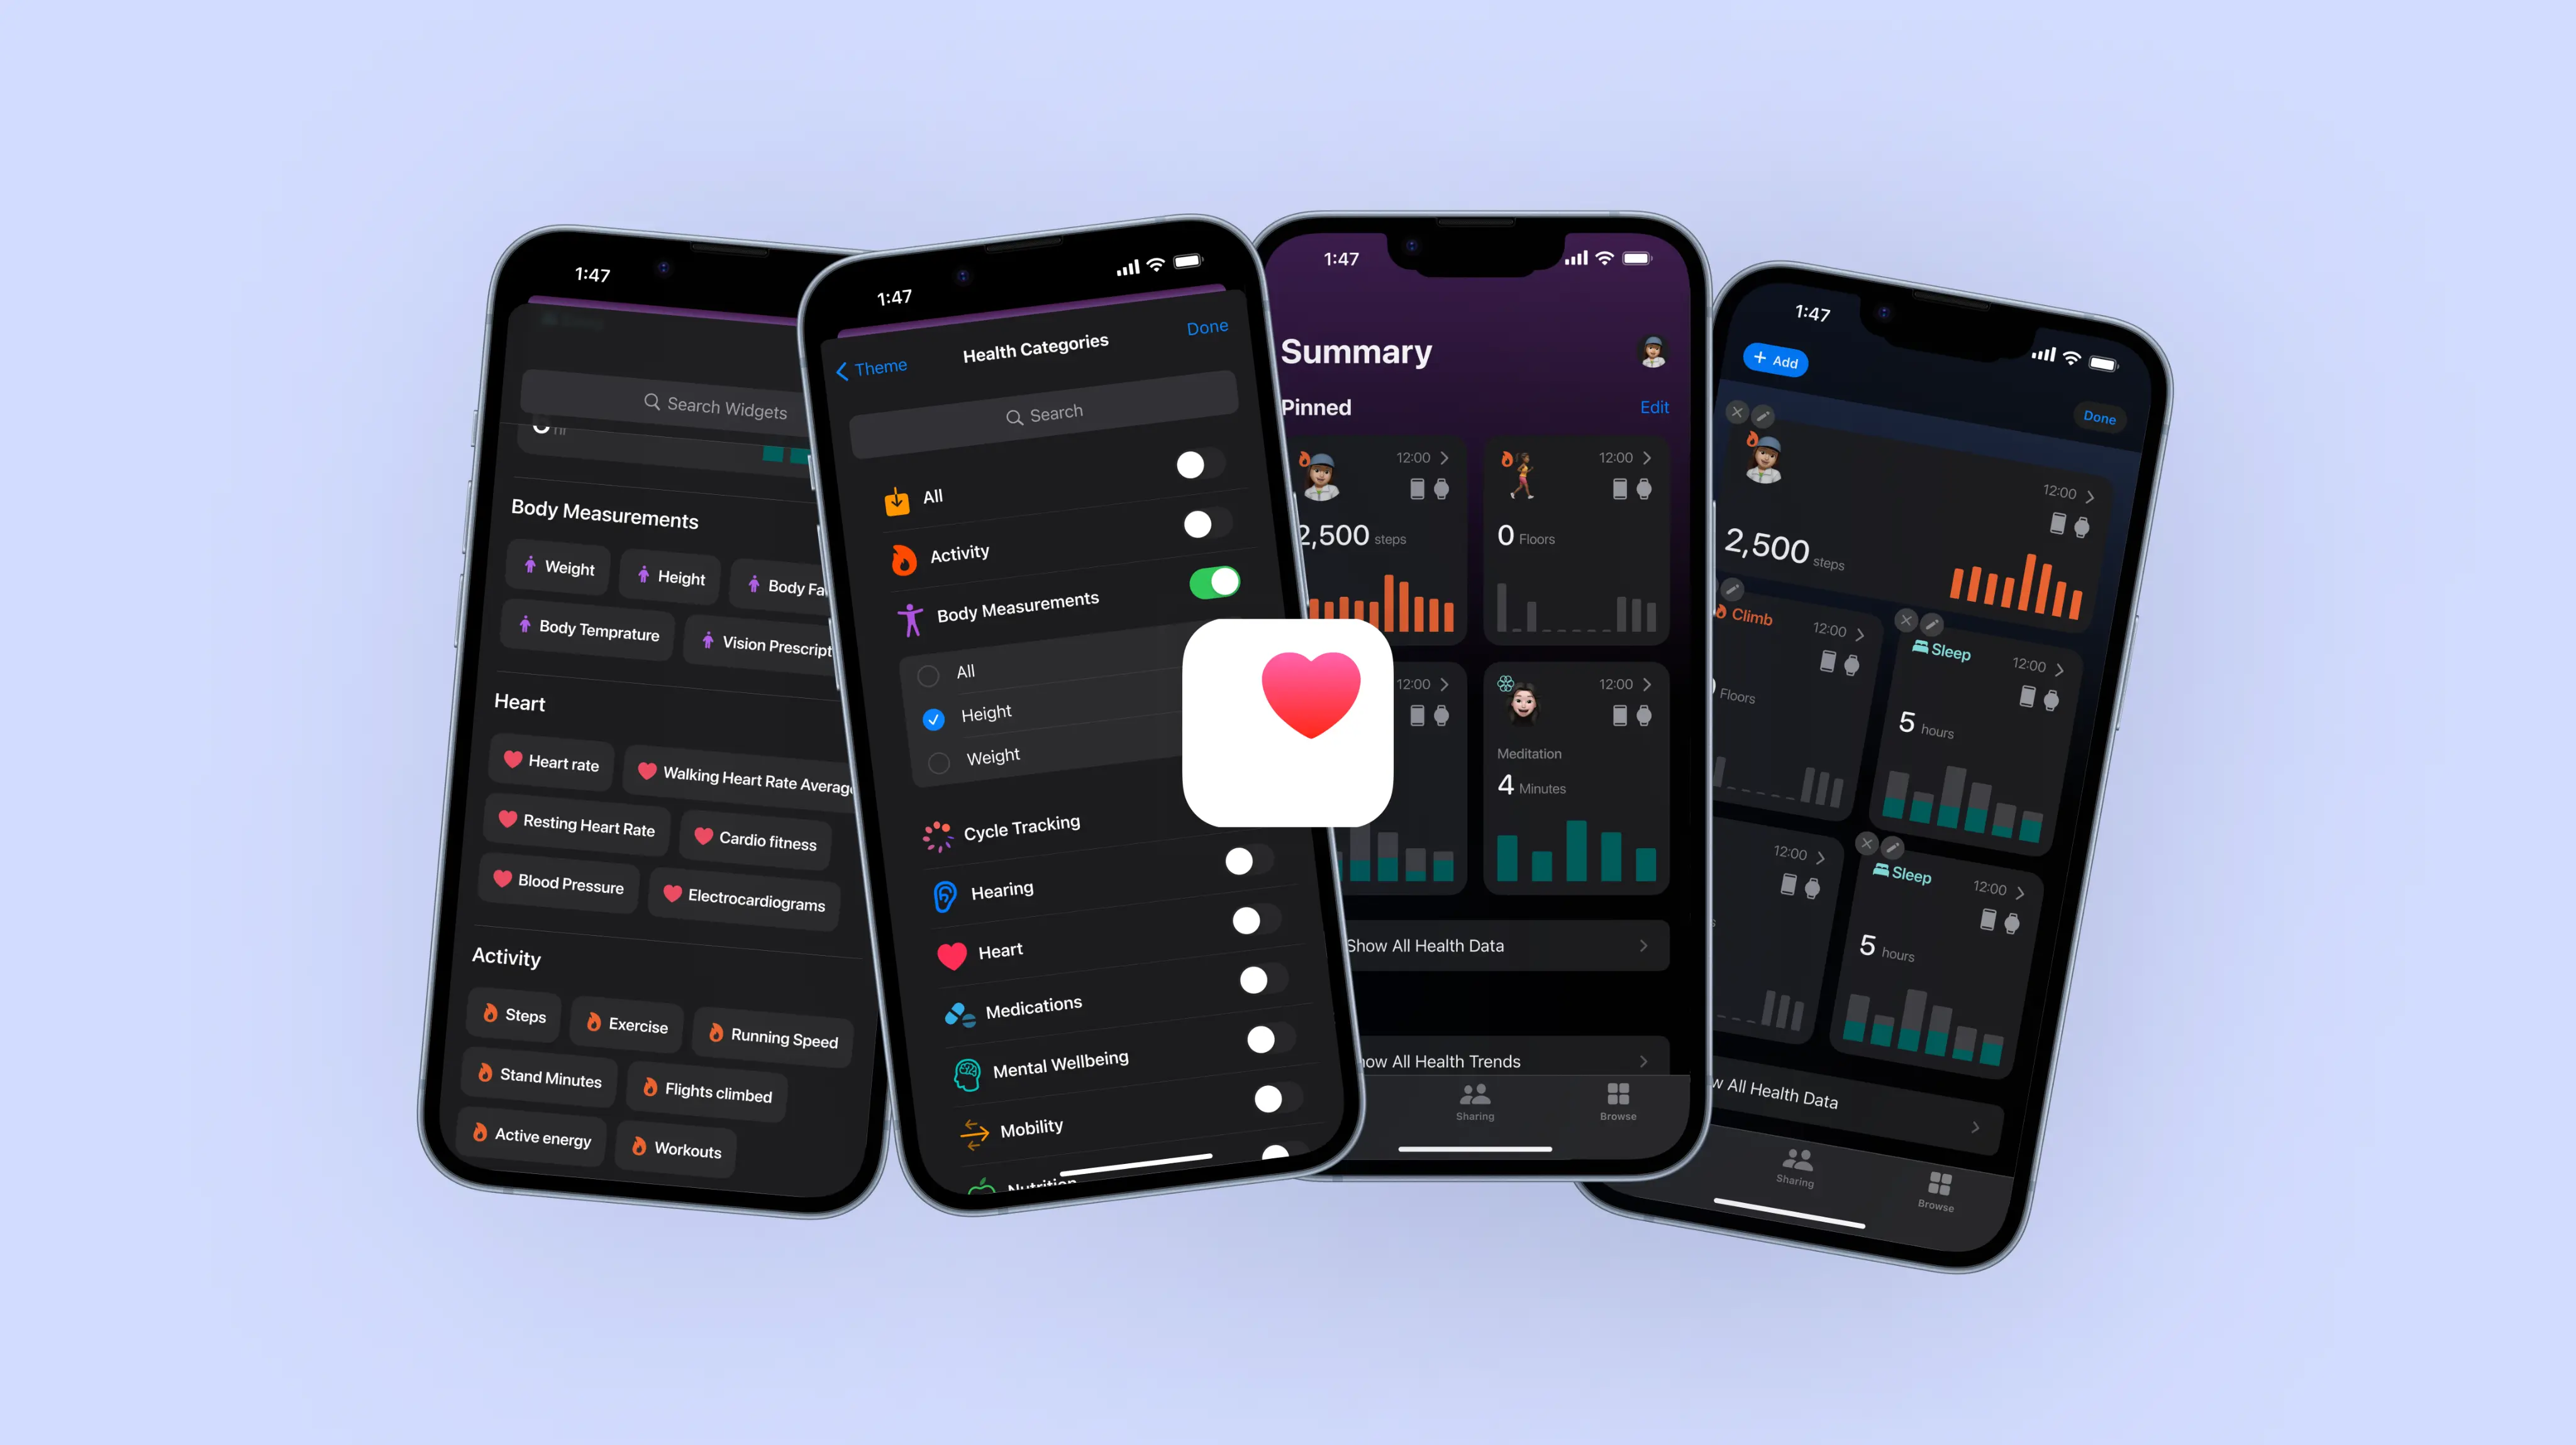 1:47
Search Widgets
hr
Body Measurements
Weight
Height
Body Fa
Body Temprature
Vision Prescript
Heart
Heart rate
Walking Heart Rate Average
Resting Heart Rate
Cardio fitness
Blood Pressure
Electrocardiograms
Activity
Steps
Exercise
Running Speed
Stand Minutes
Flights climbed
Active energy
Workouts
1:47
Theme
Health Categories
Done
Search
All
Activity
Body Measurements
All
Height
Weight
Cycle Tracking
Hearing
Heart
Medications
Mental Wellbeing
Mobility
Nutrition
1:47
Summary
Pinned
Edit
12:00
2,500 steps
12:00
0 Floors
12:00
12:00
Meditation
4 Minutes
Show All Health Data
how All Health Trends
Sharing
Browse
1:47
+ Add
Done
12:00
2,500 steps
Climb
12:00
Floors
Sleep
12:00
5 hours
12:00
Sleep
12:00
5 hours
w All Health Data
Sharing
Browse